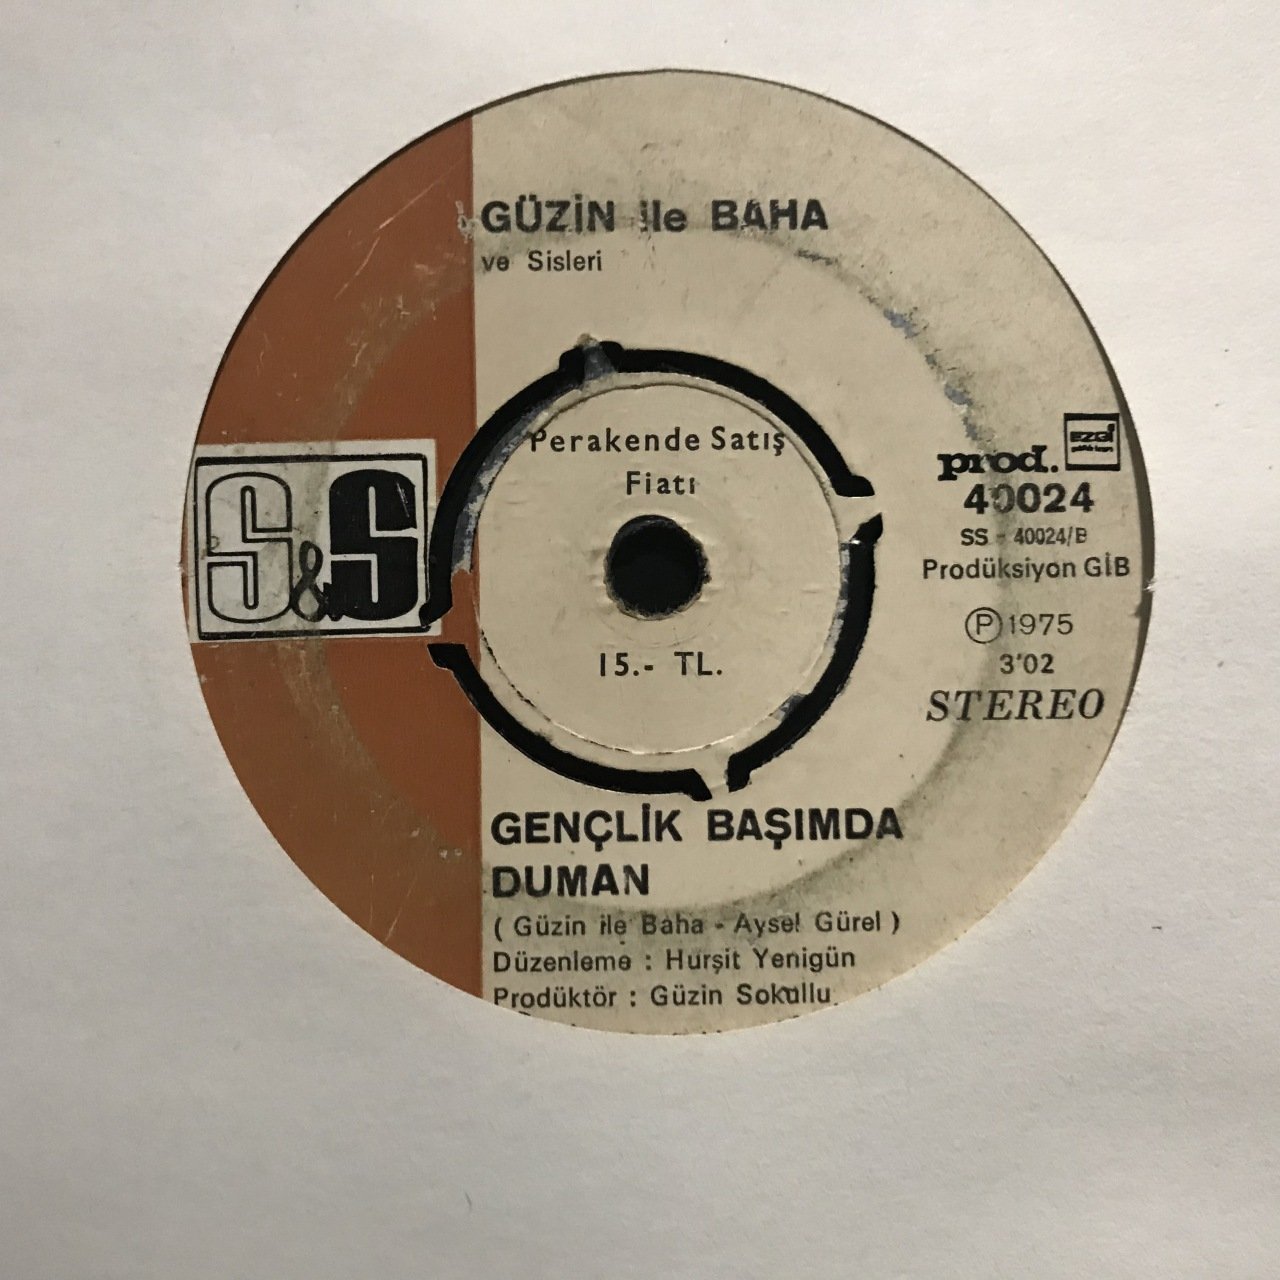 GÜZİN ile BAHA
ve Sisleri
Perakende Satış
Fiatı
15.- TL.
S&S
prod. EZGİ
40024
SS - 40024/B
Prodüksiyon GİB
Ⓟ 1975
3'02
STEREO
GENÇLİK BAŞIMDA
DUMAN
( Güzin ile Baha - Aysel Gürel )
Düzenleme : Hurşit Yenigün
Prodüktör : Güzin Sokullu